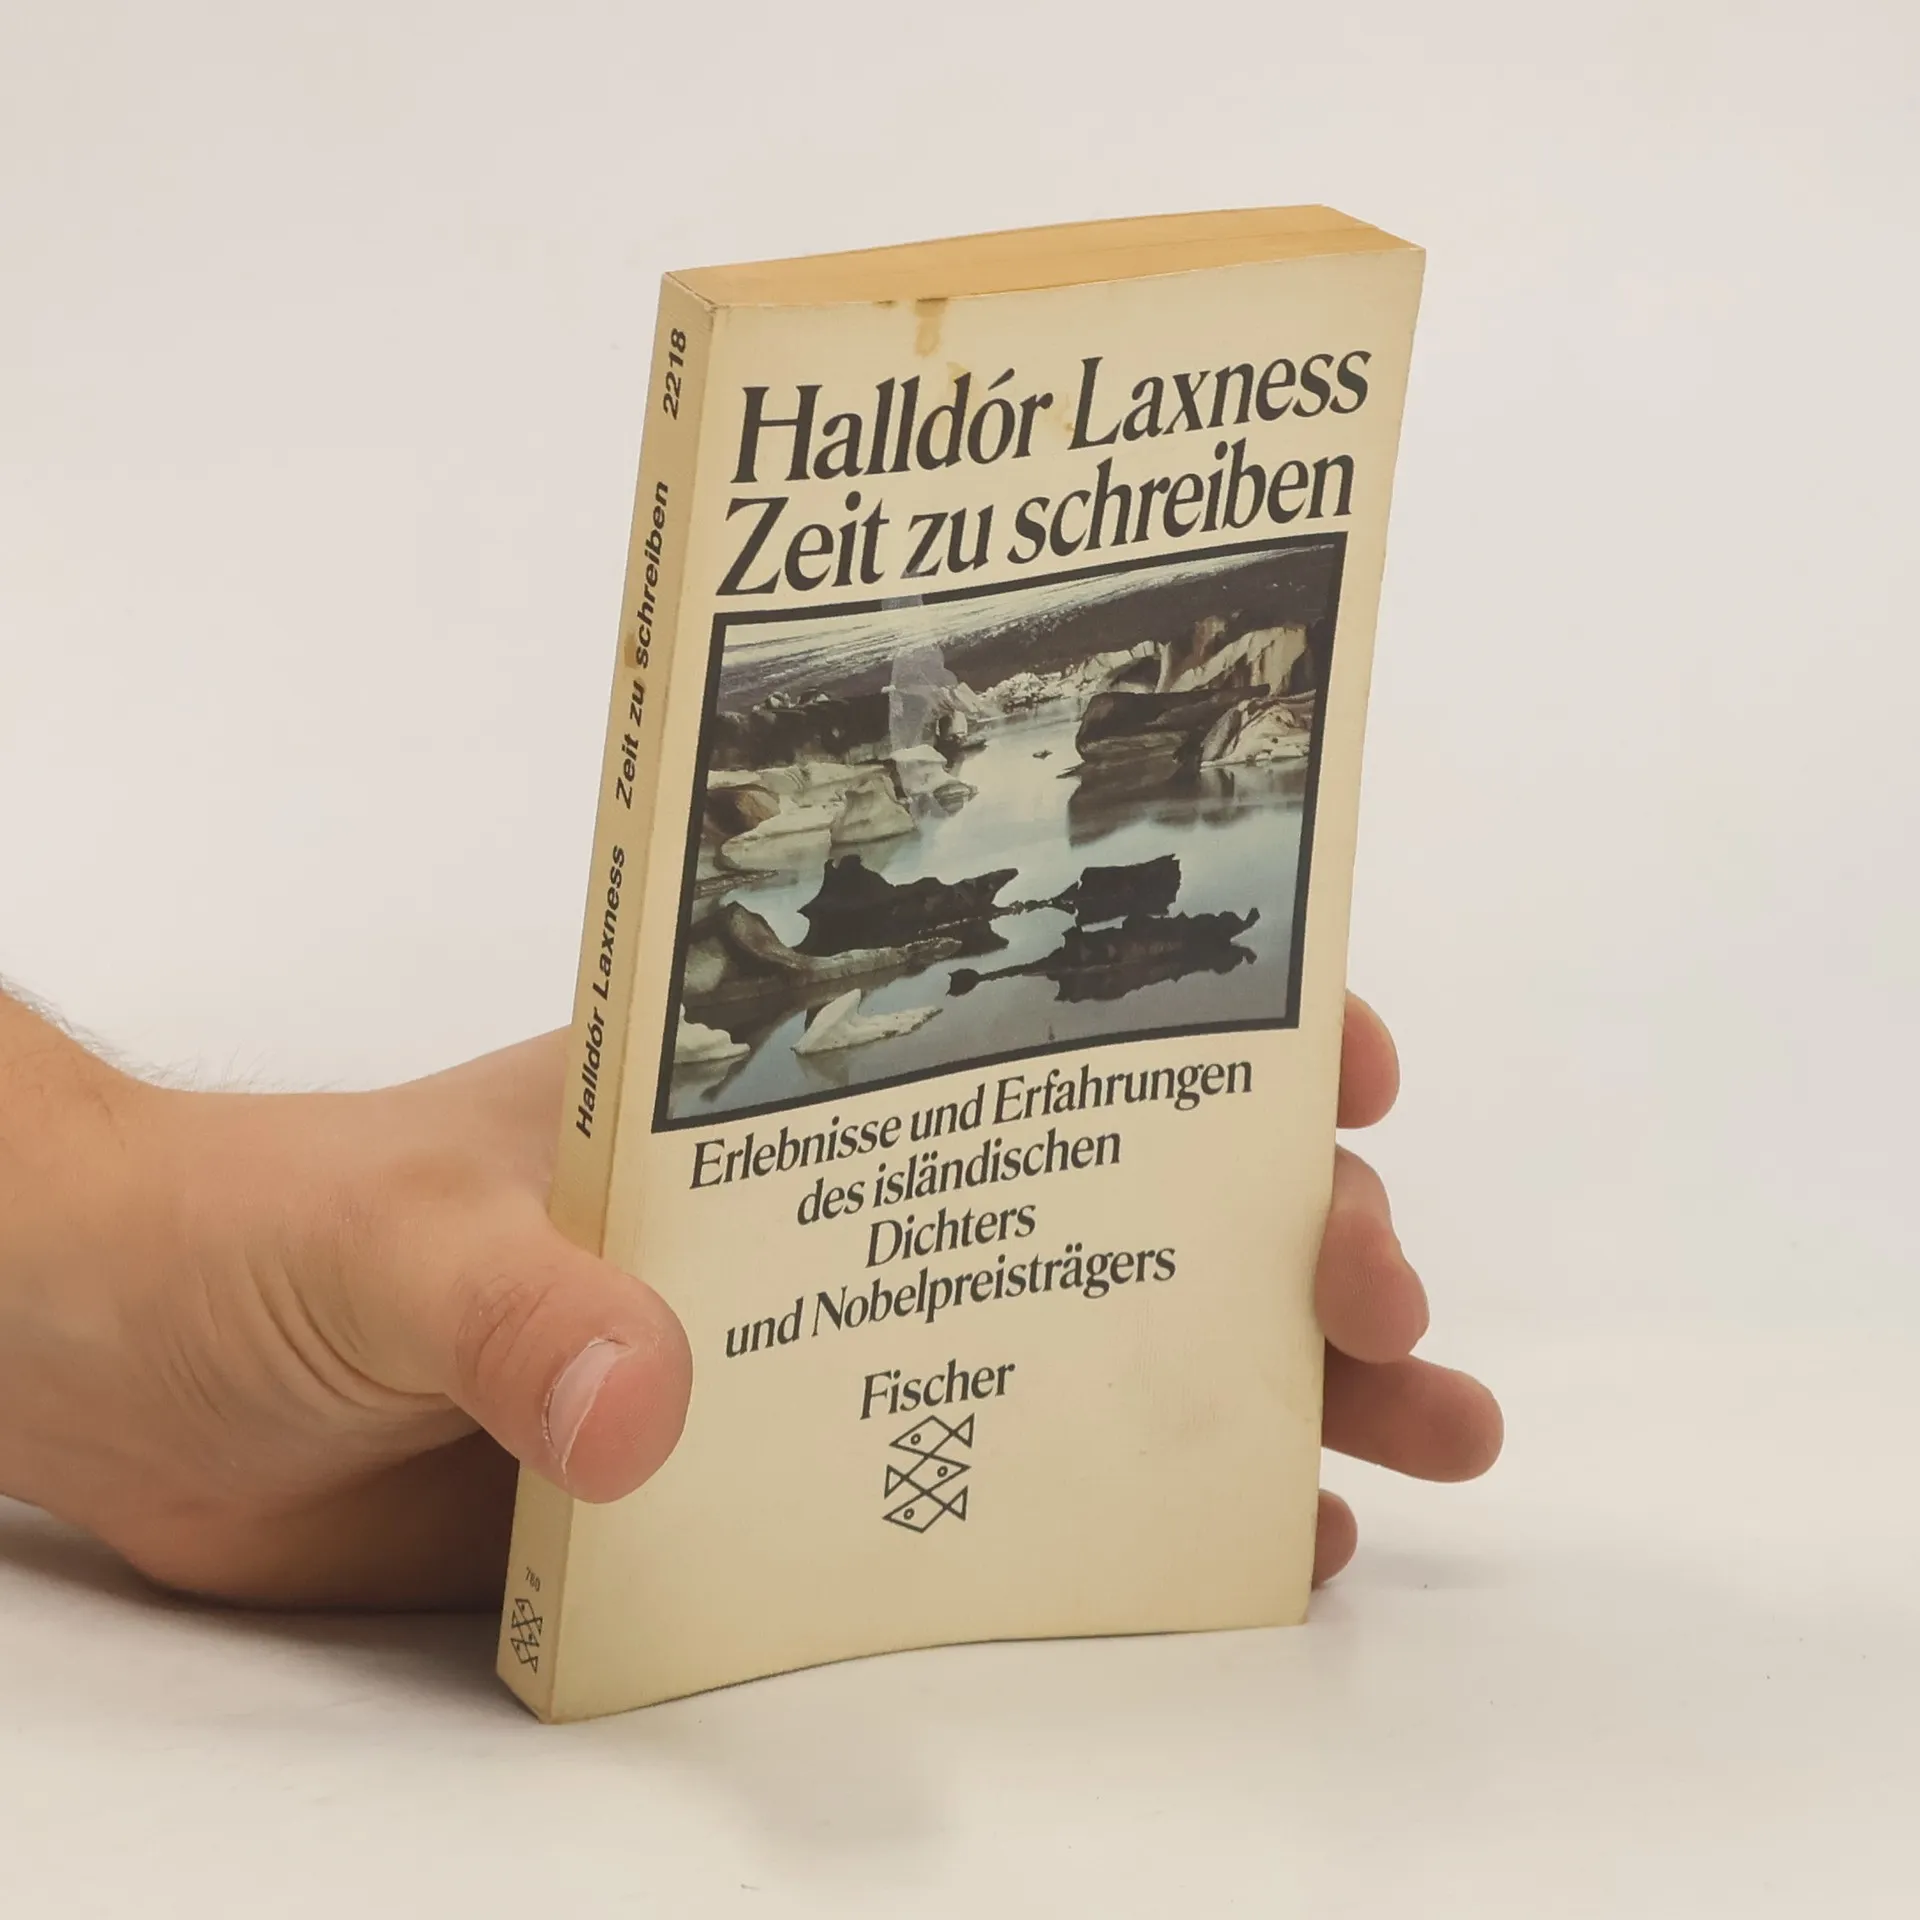 Halldór Laxness
Zeit zu schreiben
Erlebnisse und Erfahrungen
des isländischen
Dichters
und Nobelpreisträgers
Fischer
Halldór Laxness Zeit zu schreiben 2218
780